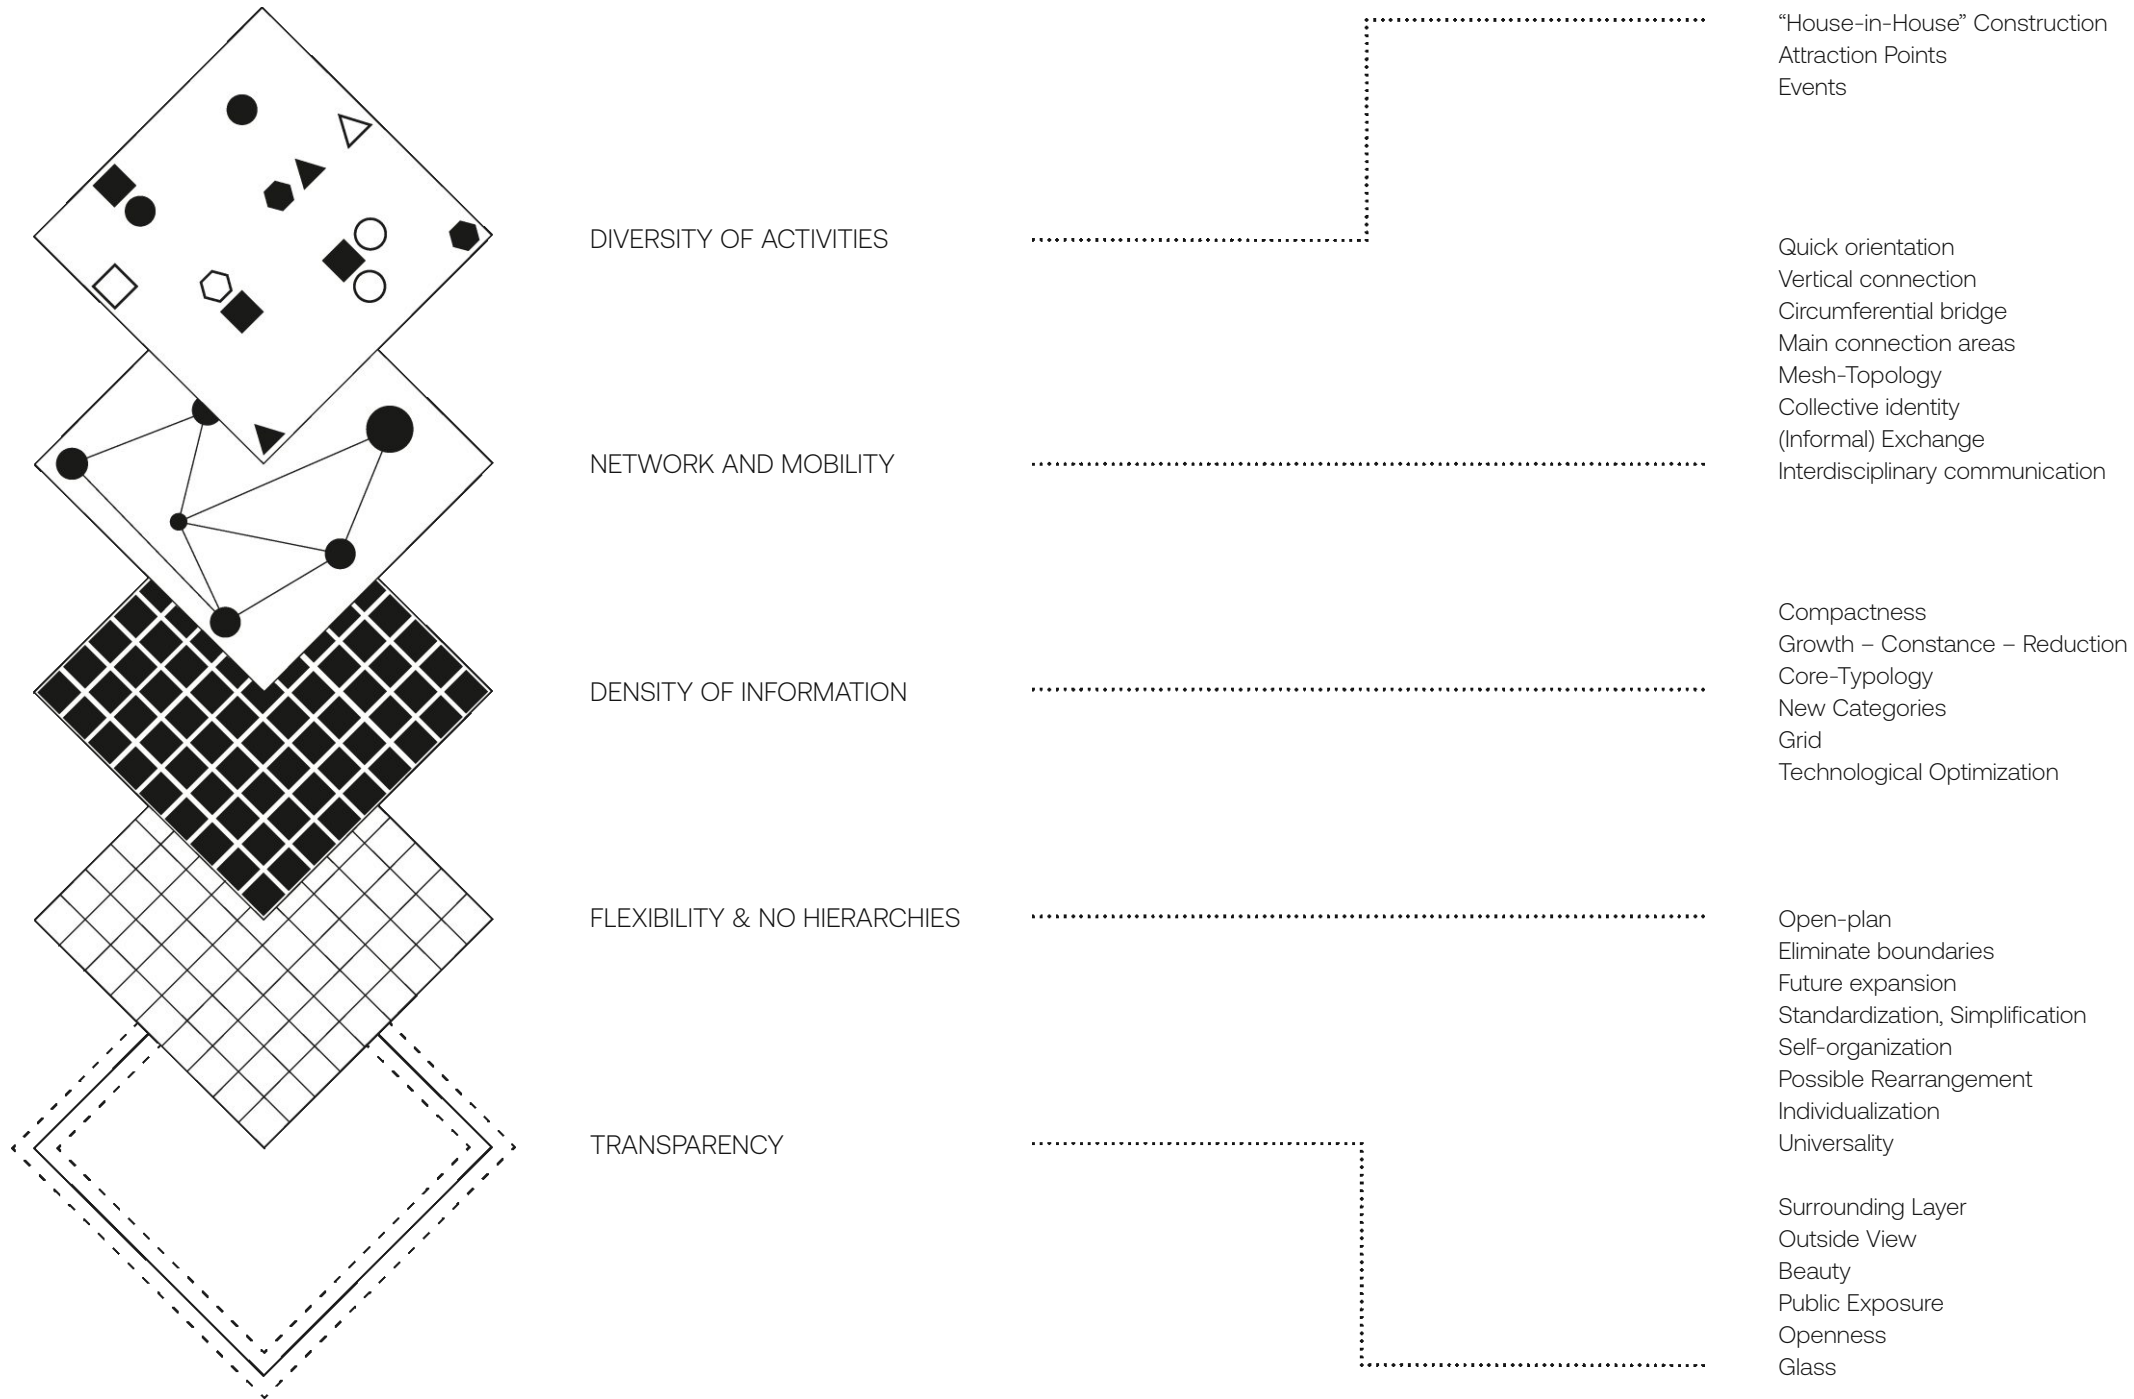 “House-in-House” Construction
Attraction Points
Events
DIVERSITY OF ACTIVITIES
Quick orientation
Vertical connection
Circumferential bridge
Main connection areas
Mesh-Topology
Collective identity
(Informal) Exchange
Interdisciplinary communication
NETWORK AND MOBILITY
Compactness
Growth – Constance – Reduction
Core-Typology
New Categories
Grid
Technological Optimization
DENSITY OF INFORMATION
FLEXIBILITY & NO HIERARCHIES
Open-plan
Eliminate boundaries
Future expansion
Standardization, Simplification
Self-organization
Possible Rearrangement
Individualization
Universality
TRANSPARENCY
Surrounding Layer
Outside View
Beauty
Public Exposure
Openness
Glass